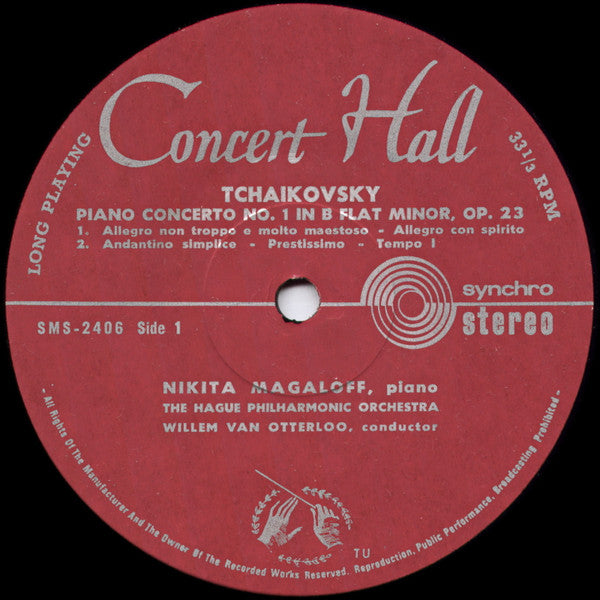 Concert Hall
LONG PLAYING
33 1/3 RPM
TCHAIKOVSKY
PIANO CONCERTO NO. 1 IN B FLAT MINOR, OP. 23
1. Allegro non troppo e molto maestoso - Allegro con spirito
2. Andantino simplice - Prestissimo - Tempo I
synchro
stereo
SMS-2406 Side 1
NIKITA MAGALOFF, piano
THE HAGUE PHILHARMONIC ORCHESTRA
WILLEM VAN OTTERLOO, conductor
TU
- All Rights Of The Manufacturer And The Owner Of The Recorded Works Reserved. Reproduction, Public Performance, Broadcasting Prohibited -